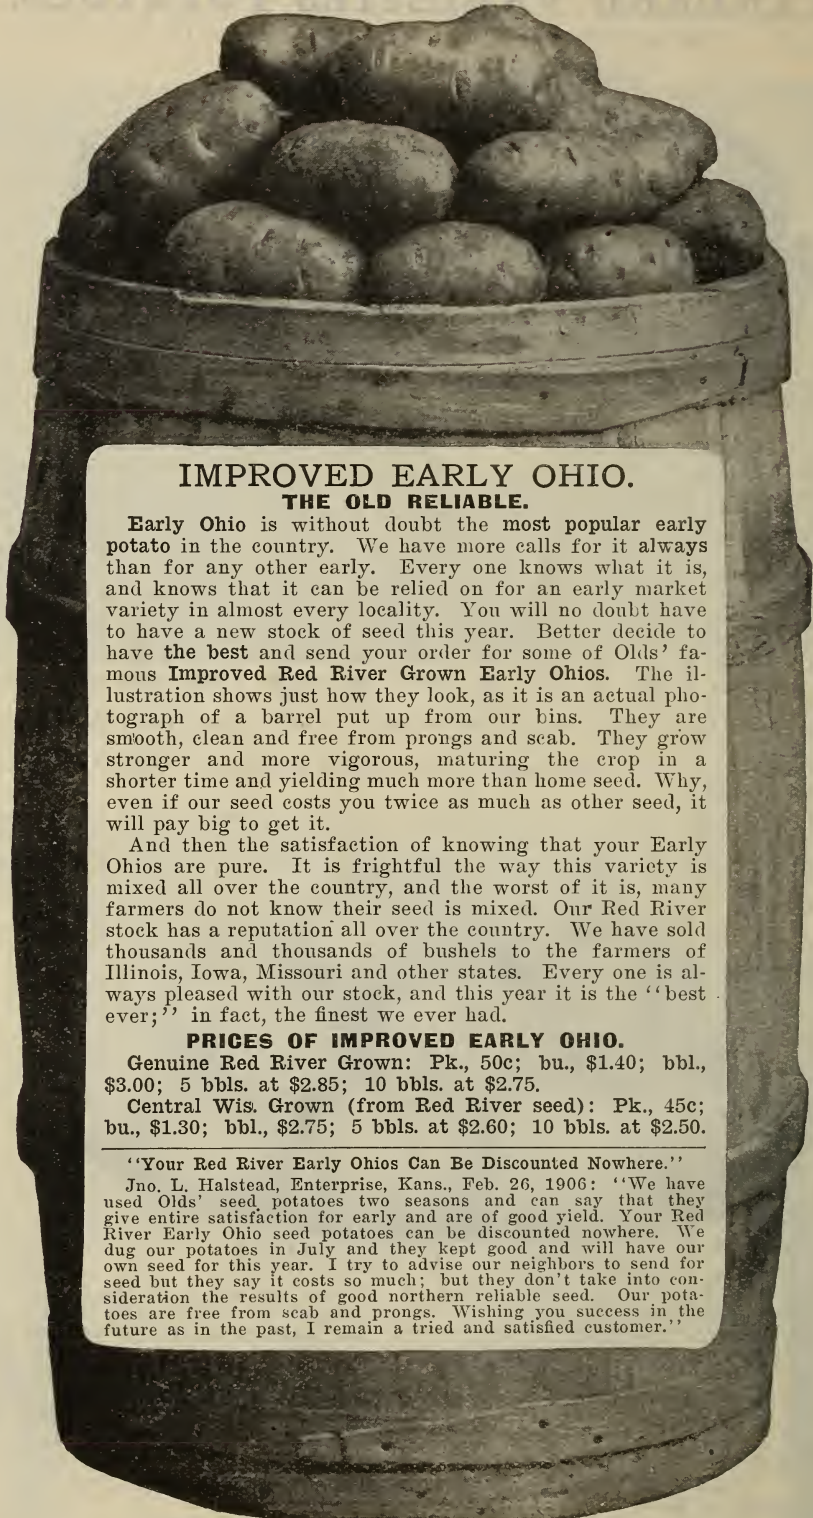 IMPROVED EARLY OHIO.
THE OLD RELIABLE.
Early Ohio is without doubt the most popular early
potato in the country. We have more calls for it always
than for any other early. Every one knows what it is,
and knows that it can be relied on for an early market
variety in almost every locality. You will no doubt have
to have a new stock of seed this year. Better decide to
have the best and send your order for some of Olds' fa-
mous Improved Red River Grown Early Ohios. The il-
lustration shows just how they look, as it is an actual pho-
tograph of a barrel put up from our bins. They are
smooth, clean and free from prongs and scab. They grow
stronger and more vigorous, maturing the crop in a
shorter time and yielding much more than home seed. Why,
even if our seed costs you twice as much as other seed, it
will pay big to get it.
And then the satisfaction of knowing that your Early
Ohios are pure. It is frightful the way this variety is
mixed all over the country, and the worst of it is, many
farmers do not know their seed is mixed. Our Red River
stock has a reputation all over the country. We have sold
thousands and thousands of bushels to the farmers of
Illinois, Iowa, Missouri and other states. Every one is al-
ways pleased with our stock, and this year it is the "best
ever;" in fact, the finest we ever had.
PRICES OF IMPROVED EARLY OHIO.
Genuine Red River Grown: Pk., 50c; bu., $1.40; bbl.,
$3.00; 5 bbls. at $2.85; 10 bbls. at $2.75.
Central Wis. Grown (from Red River seed): Pk., 45c;
bu., $1.30; bbl., $2.75; 5 bbls. at $2.60; 10 bbls. at $2.50.
"Your Red River Early Ohios Can Be Discounted Nowhere."
Jno. L. Halstead, Enterprise, Kans., Feb. 26, 1906: "We have
used Olds' seed potatoes two seasons and can say that they
give entire satisfaction for early and are of good yield. Your Red
River Early Ohio seed potatoes can be discounted nowhere. We
dug our potatoes in July and they kept good and will have our
own seed for this year. I try to advise our neighbors to send for
seed but they say it costs so much; but they don't take into con-
sideration the results of good northern reliable seed. Our pota-
toes are free from scab and prongs. Wishing you success in the
future as in the past, I remain a tried and satisfied customer."